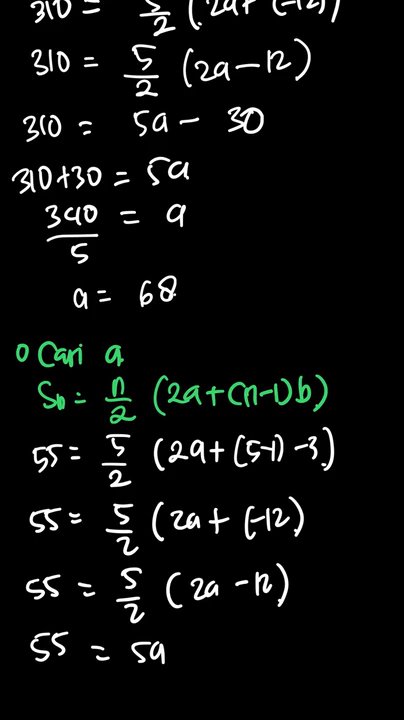 310 = 5/2 (2a + (-12))
310 = 5/2 (2a - 12)
310 = 5a - 30
310+30 = 5a
340/5 = a
a = 68
o Cari a
Sn = n/2 (2a + (n-1) b)
55 = 5/2 (2a + (5-1) -3)
55 = 5/2 (2a + (-12)
55 = 5/2 (2a - 12)
55 = 5a